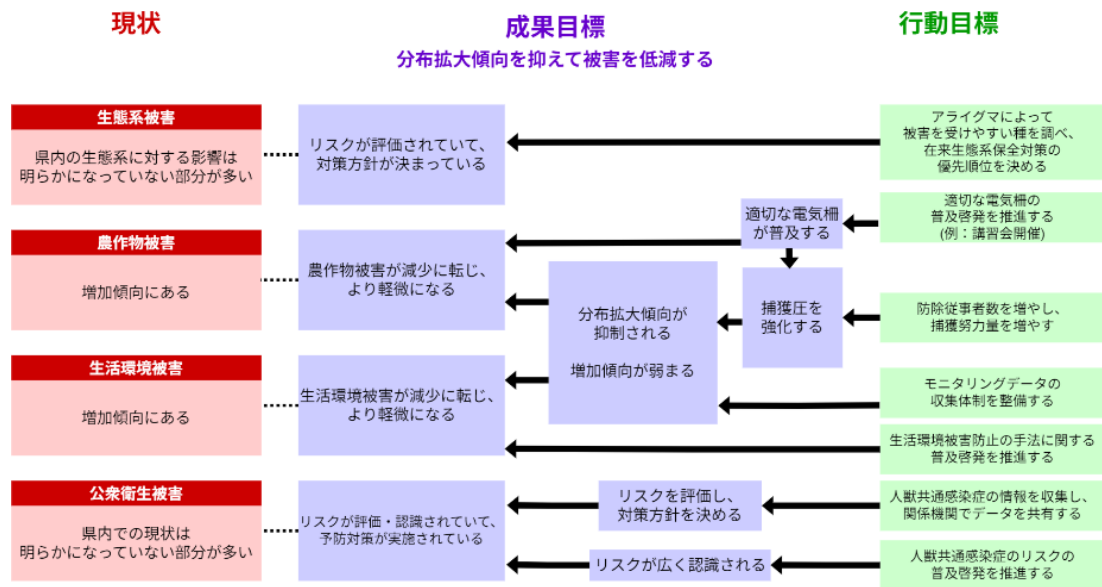 現状
成果目標
行動目標
分布拡大傾向を抑えて被害を低減する
生態系被害
県内の生態系に対する影響は
明らかになっていない部分が多い
リスクが評価されていて、
対策方針が決まっている
アライグマによって
被害を受けやすい種を調べ、
在来生態系保全対策の
優先順位を決める
適切な電気柵
が普及する
適切な電気柵の
普及啓発を推進する
(例：講習会開催)
農作物被害
増加傾向にある
農作物被害が減少に転じ、
より軽微になる
分布拡大傾向が
抑制される
増加傾向が弱まる
捕獲圧を
強化する
防除従事者数を増やし、
捕獲努力量を増やす
生活環境被害
増加傾向にある
生活環境被害が減少に転じ、
より軽微になる
モニタリングデータの
収集体制を整備する
生活環境被害防止の手法に関する
普及啓発を推進する
公衆衛生被害
県内での現状は
明らかになっていない部分が多い
リスクが評価・認識されていて、
予防対策が実施されている
リスクを評価し、
対策方針を決める
人獣共通感染症の情報を収集し、
関係機関でデータを共有する
リスクが広く認識される
人獣共通感染症のリスクの
普及啓発を推進する